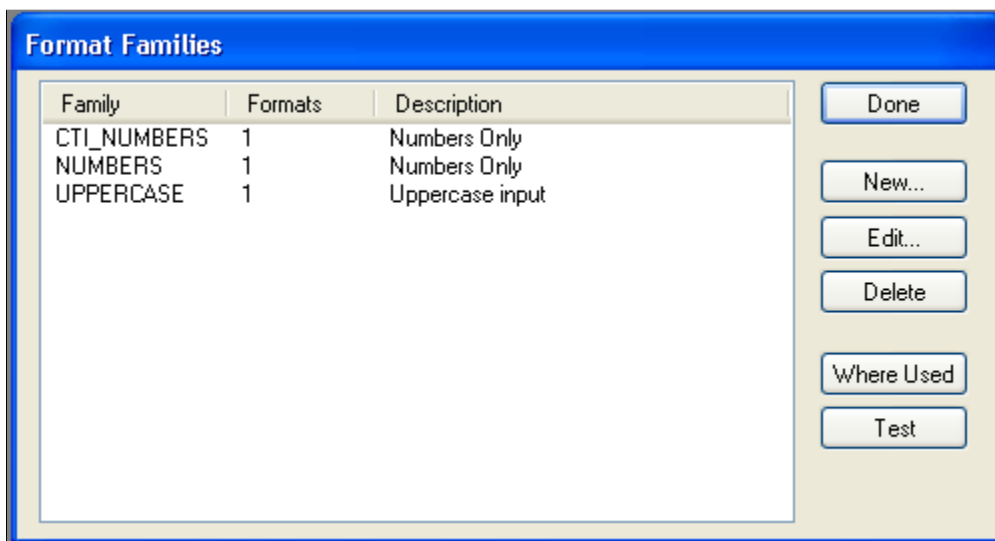 Format Families
Family Formats Description
CTI_NUMBERS 1 Numbers Only
NUMBERS 1 Numbers Only
UPPERCASE 1 Uppercase input
Done
New...
Edit...
Delete
Where Used
Test